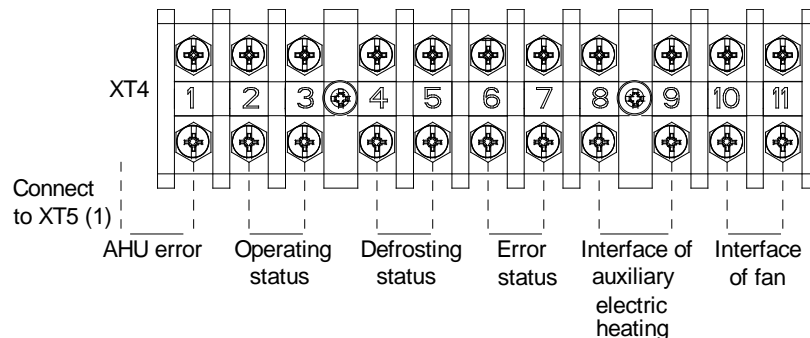 XT4
1 2 3 4 5 6 7 8 9 10 11
Connect
to XT5 (1)
AHU error
Operating
status
Defrosting
status
Error
status
Interface of
auxiliary
electric
heating
Interface
of fan